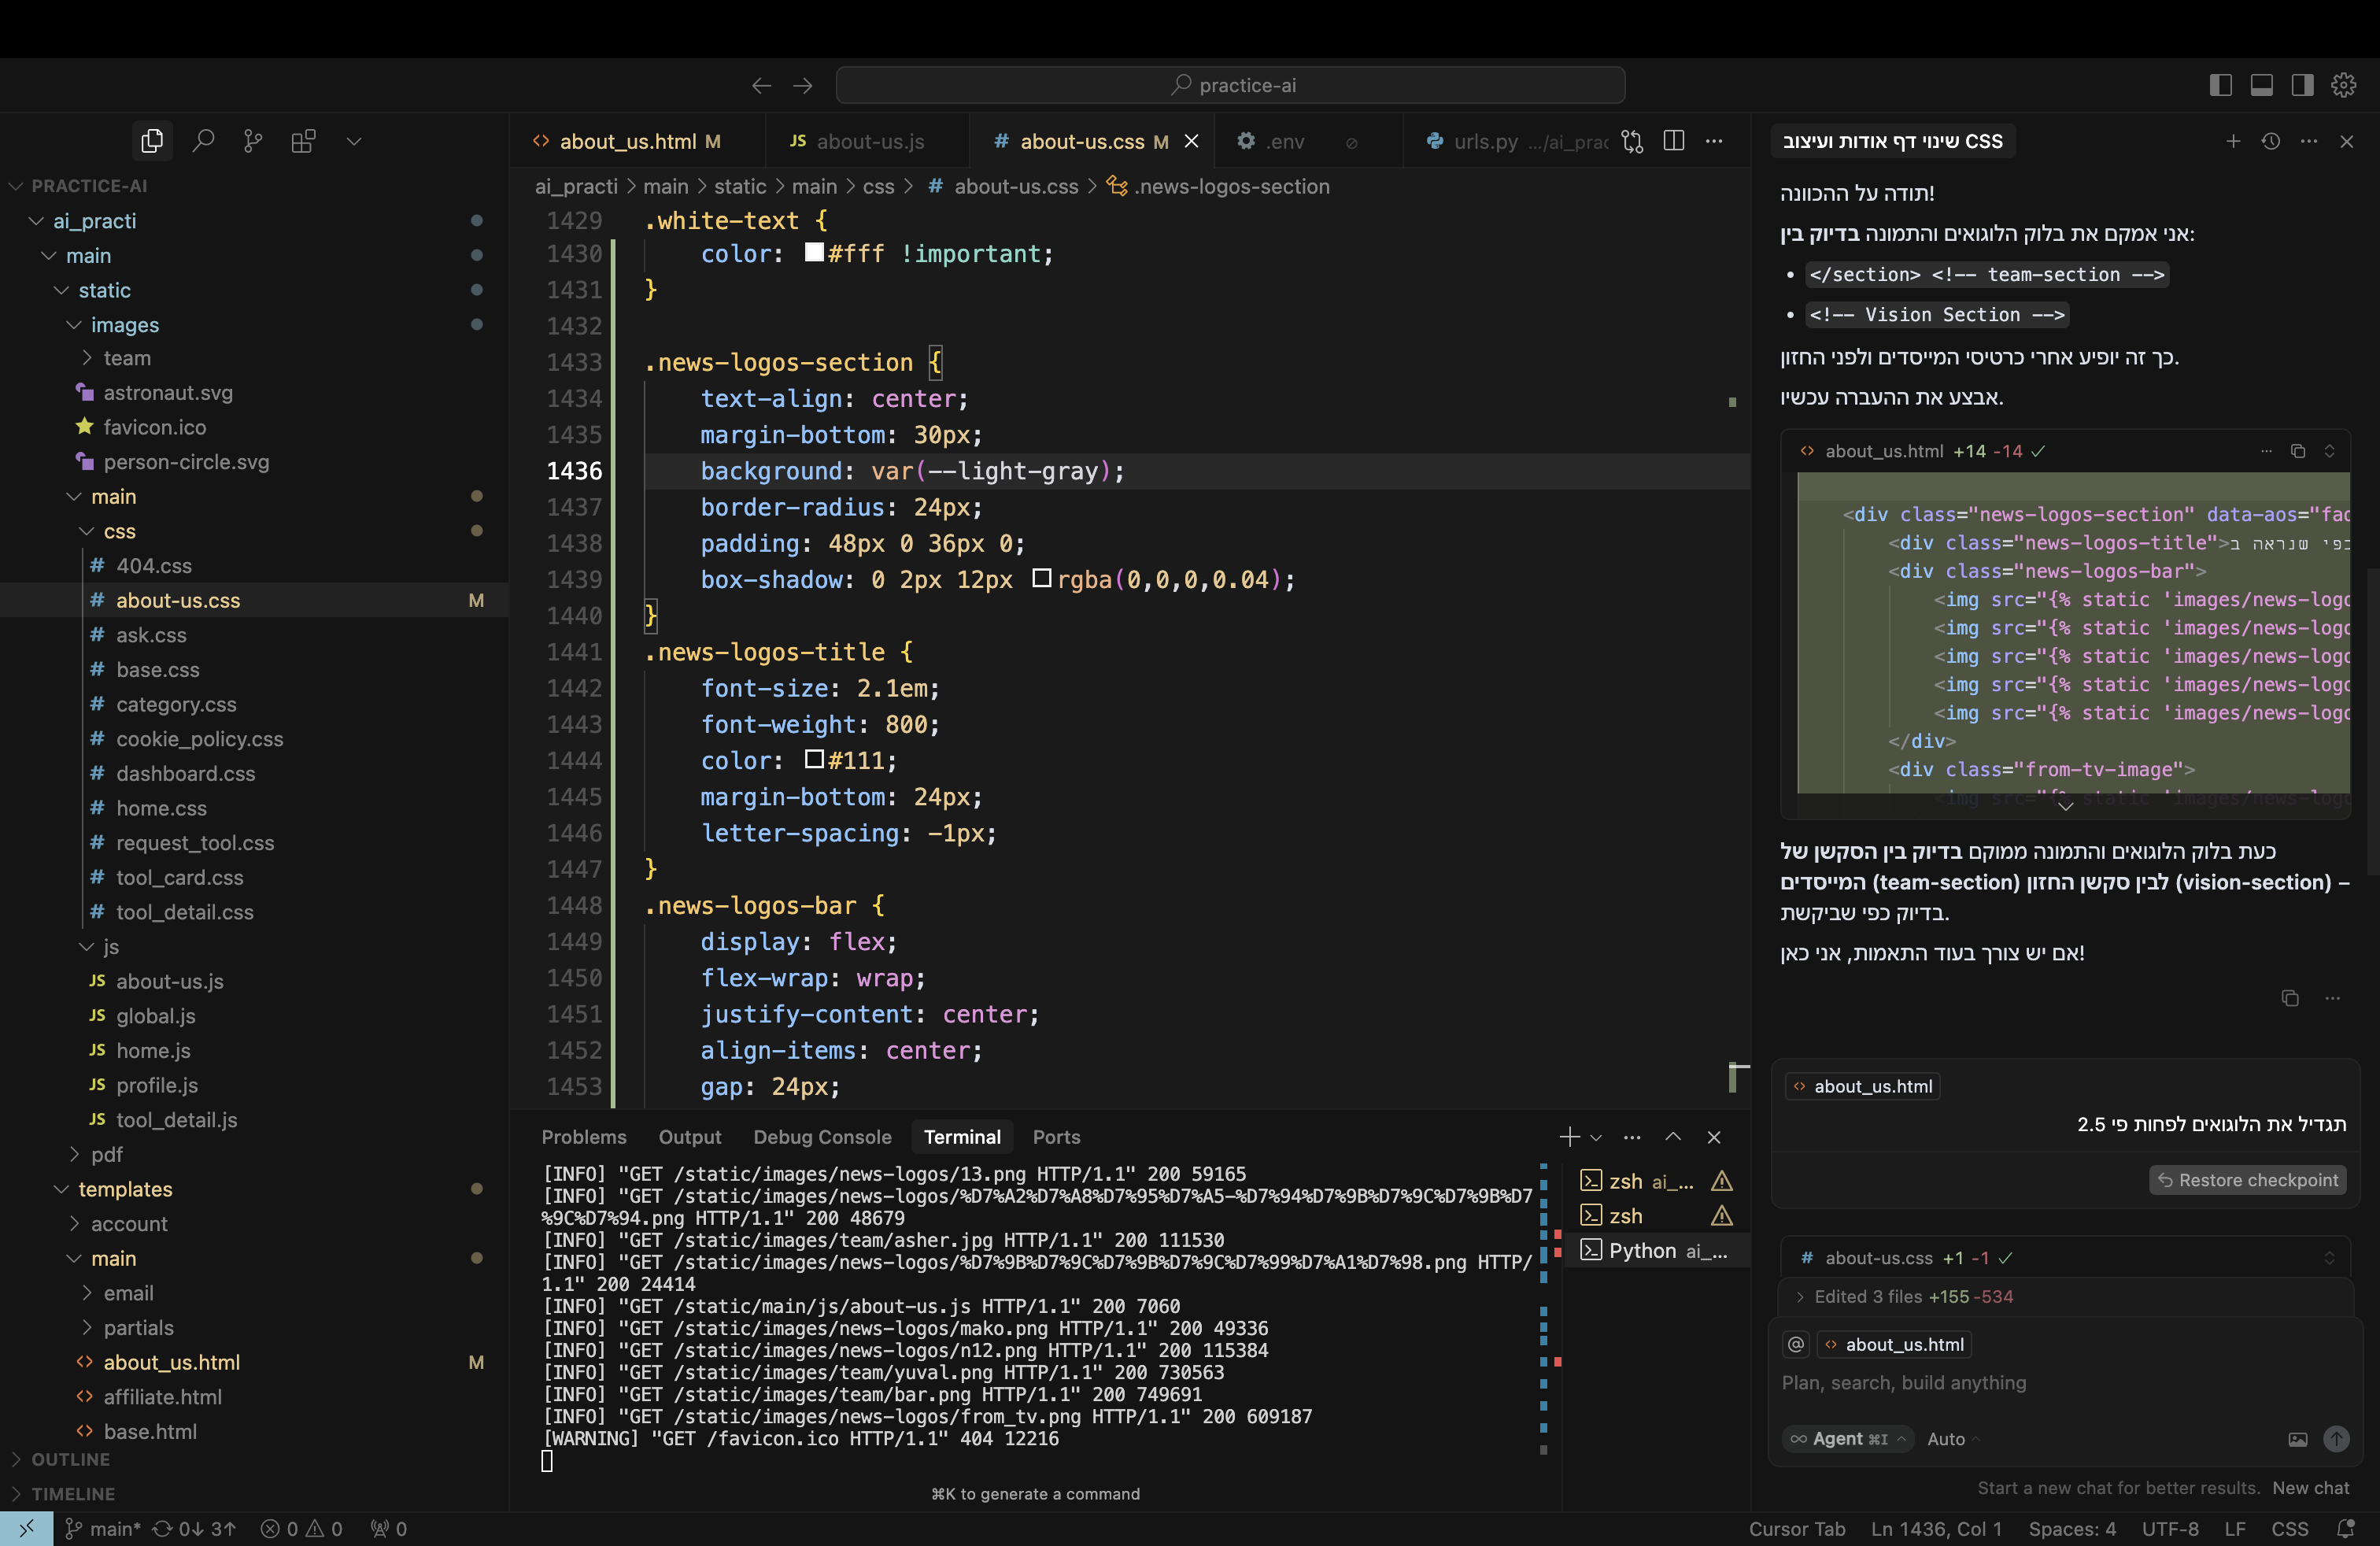 practice-ai
PRACTICE-AI
ai_practi
main
static
images
team
astronaut.svg
favicon.ico
person-circle.svg
main
css
404.css
about-us.css M
ask.css
base.css
category.css
cookie_policy.css
dashboard.css
home.css
request_tool.css
tool_card.css
tool_detail.css
js
JS about-us.js
JS global.js
JS home.js
JS profile.js
JS tool_detail.js
pdf
templates
account
main
email
partials
about_us.html M
affiliate.html
base.html
OUTLINE
TIMELINE
about_us.html M
JS about-us.js
# about-us.css M
.env
urls.py .../ai_prac
ai_practi > main > static > main > css > # about-us.css > .news-logos-section
1429 .white-text {
1430 color: #fff !important;
1431 }
1432
1433 .news-logos-section {
1434 text-align: center;
1435 margin-bottom: 30px;
1436 background: var(--light-gray);
1437 border-radius: 24px;
1438 padding: 48px 0 36px 0;
1439 box-shadow: 0 2px 12px rgba(0,0,0,0.04);
1440 }
1441 .news-logos-title {
1442 font-size: 2.1em;
1443 font-weight: 800;
1444 color: #111;
1445 margin-bottom: 24px;
1446 letter-spacing: -1px;
1447 }
1448 .news-logos-bar {
1449 display: flex;
1450 flex-wrap: wrap;
1451 justify-content: center;
1452 align-items: center;
1453 gap: 24px;
Problems Output Debug Console Terminal Ports
[INFO] "GET /static/images/news-logos/13.png HTTP/1.1" 200 59165
[INFO] "GET /static/images/news-logos/%D7%A2%D7%A8%D7%95%D7%A5-%D7%94%D7%9B%D7%9C%D7%9B%D7
%9C%D7%94.png HTTP/1.1" 200 48679
[INFO] "GET /static/images/team/asher.jpg HTTP/1.1" 200 111530
[INFO] "GET /static/images/news-logos/%D7%9B%D7%9C%D7%9B%D7%9C%D7%99%D7%A1%D7%98.png HTTP/
1.1" 200 24414
[INFO] "GET /static/main/js/about-us.js HTTP/1.1" 200 7060
[INFO] "GET /static/images/news-logos/mako.png HTTP/1.1" 200 49336
[INFO] "GET /static/images/news-logos/n12.png HTTP/1.1" 200 115384
[INFO] "GET /static/images/team/yuval.png HTTP/1.1" 200 730563
[INFO] "GET /static/images/team/bar.png HTTP/1.1" 200 749691
[INFO] "GET /static/images/news-logos/from_tv.png HTTP/1.1" 200 609187
[WARNING] "GET /favicon.ico HTTP/1.1" 404 12216
⌘K to generate a command
zsh ai_...
zsh
Python ai_...
שינוי דף אודות ועיצוב CSS
תודה על ההכוונה!
אני אמקם את בלוק הלוגואים והתמונה בדיוק בין:
• </section> <!-- team-section -->
• <!-- Vision Section -->
כך זה יופיע אחרי כרטיסי המייסדים ולפני החזון.
אבצע את ההעברה עכשיו.
about_us.html +14 -14
<div class="news-logos-section" data-aos="fad
<div class="news-logos-title">כפי שנראה ב
<div class="news-logos-bar">
<img src="{% static 'images/news-logo
<img src="{% static 'images/news-logo
<img src="{% static 'images/news-logo
<img src="{% static 'images/news-logo
<img src="{% static 'images/news-logo
</div>
<div class="from-tv-image">
<img src="{% static 'images/news-logo
כעת בלוק הלוגואים והתמונה ממוקם בדיוק בין הסקשן של
המייסדים (team-section) לבין סקשן החזון (vision-section) –
בדיוק כפי שביקשת.
אם יש צורך בעוד התאמות, אני כאן!
about_us.html
תגדיל את הלוגואים לפחות פי 2.5
Restore checkpoint
# about-us.css +1 -1
Edited 3 files +155 -534
@ about_us.html
Plan, search, build anything
Agent ⌘I Auto
Start a new chat for better results. New chat
main* 0↓ 3↑ 0 0 0
Cursor Tab Ln 1436, Col 1 Spaces: 4 UTF-8 LF CSS